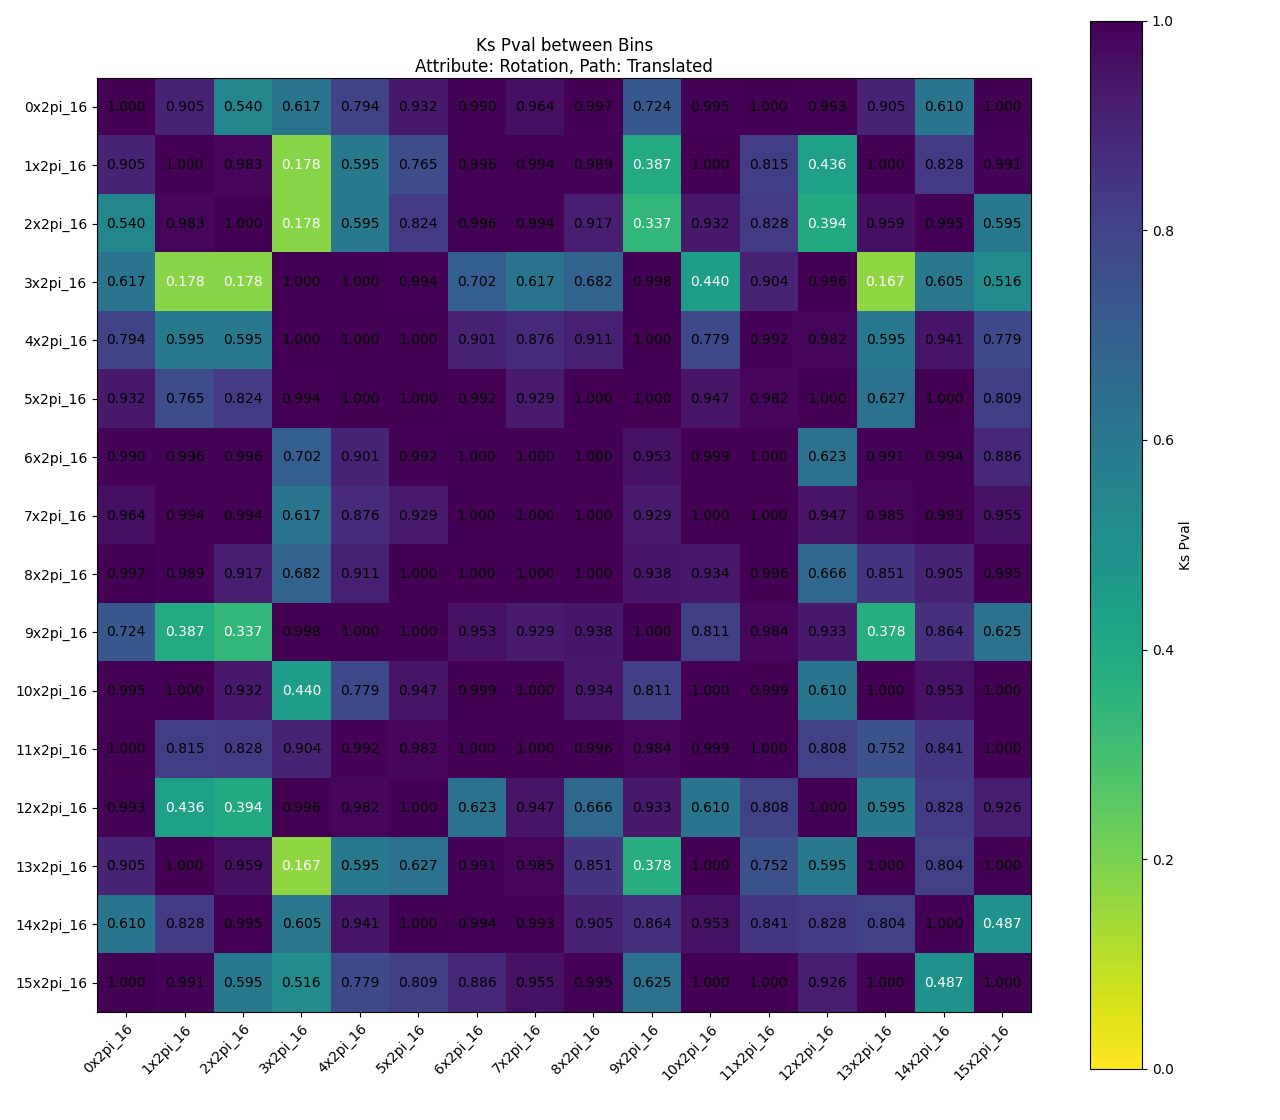 Ks Pval between Bins
Attribute: Rotation, Path: Translated
0x2pi_16 1.000 0.905 0.540 0.617 0.794 0.932 0.990 0.964 0.997 0.724 0.995 1.000 0.993 0.905 0.610 1.000
1x2pi_16 0.905 1.000 0.983 0.178 0.595 0.765 0.996 0.994 0.989 0.387 1.000 0.815 0.436 1.000 0.828 0.991
2x2pi_16 0.540 0.983 1.000 0.178 0.595 0.824 0.996 0.994 0.917 0.337 0.932 0.828 0.394 0.959 0.995 0.595
3x2pi_16 0.617 0.178 0.178 1.000 1.000 0.994 0.702 0.617 0.682 0.998 0.440 0.904 0.996 0.167 0.605 0.516
4x2pi_16 0.794 0.595 0.595 1.000 1.000 1.000 0.901 0.876 0.911 1.000 0.779 0.992 0.982 0.595 0.941 0.779
5x2pi_16 0.932 0.765 0.824 0.994 1.000 1.000 0.992 0.929 1.000 1.000 0.947 0.982 1.000 0.627 1.000 0.809
6x2pi_16 0.990 0.996 0.996 0.702 0.901 0.992 1.000 1.000 1.000 0.953 0.999 1.000 0.623 0.991 0.994 0.886
7x2pi_16 0.964 0.994 0.994 0.617 0.876 0.929 1.000 1.000 1.000 0.929 1.000 1.000 0.947 0.985 0.993 0.955
8x2pi_16 0.997 0.989 0.917 0.682 0.911 1.000 1.000 1.000 1.000 0.938 0.934 0.996 0.666 0.851 0.905 0.995
9x2pi_16 0.724 0.387 0.337 0.998 1.000 1.000 0.953 0.929 0.938 1.000 0.811 0.984 0.933 0.378 0.864 0.625
10x2pi_16 0.995 1.000 0.932 0.440 0.779 0.947 0.999 1.000 0.934 0.811 1.000 0.999 0.610 1.000 0.953 1.000
11x2pi_16 1.000 0.815 0.828 0.904 0.992 0.982 1.000 1.000 0.996 0.984 0.999 1.000 0.808 0.752 0.841 1.000
12x2pi_16 0.993 0.436 0.394 0.996 0.982 1.000 0.623 0.947 0.666 0.933 0.610 0.808 1.000 0.595 0.828 0.926
13x2pi_16 0.905 1.000 0.959 0.167 0.595 0.627 0.991 0.985 0.851 0.378 1.000 0.752 0.595 1.000 0.804 1.000
14x2pi_16 0.610 0.828 0.995 0.605 0.941 1.000 0.994 0.993 0.905 0.864 0.953 0.841 0.828 0.804 1.000 0.487
15x2pi_16 1.000 0.991 0.595 0.516 0.779 0.809 0.886 0.955 0.995 0.625 1.000 1.000 0.926 1.000 0.487 1.000
0x2pi_16 1x2pi_16 2x2pi_16 3x2pi_16 4x2pi_16 5x2pi_16 6x2pi_16 7x2pi_16 8x2pi_16 9x2pi_16 10x2pi_16 11x2pi_16 12x2pi_16 13x2pi_16 14x2pi_16 15x2pi_16
1.0
0.8
0.6
0.4
0.2
0.0
Ks Pval